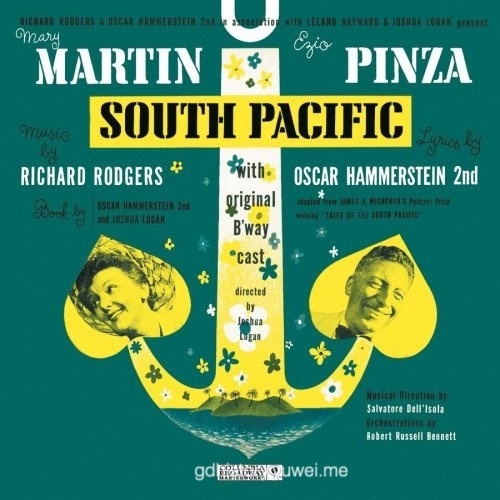 RICHARD RODGERS & OSCAR HAMMERSTEIN 2nd in association with LELAND HAYWARD & JOSHUA LOGAN present
Mary Ezio
MARTIN PINZA
SOUTH PACIFIC
Music by
RICHARD RODGERS
Lyrics by
OSCAR HAMMERSTEIN 2nd
Book by
OSCAR HAMMERSTEIN 2nd
and JOSHUA LOGAN
adapted from JAMES A. MICHENER'S Pulitzer Prize
winning "TALES OF THE SOUTH PACIFIC"
with
original
B'way
cast
directed
by
Joshua
Logan
Musical Direction by
Salvatore Dell'Isola
Orchestrations by
Robert Russell Bennett
COLUMBIA
BROADWAY
MASTERWORKS